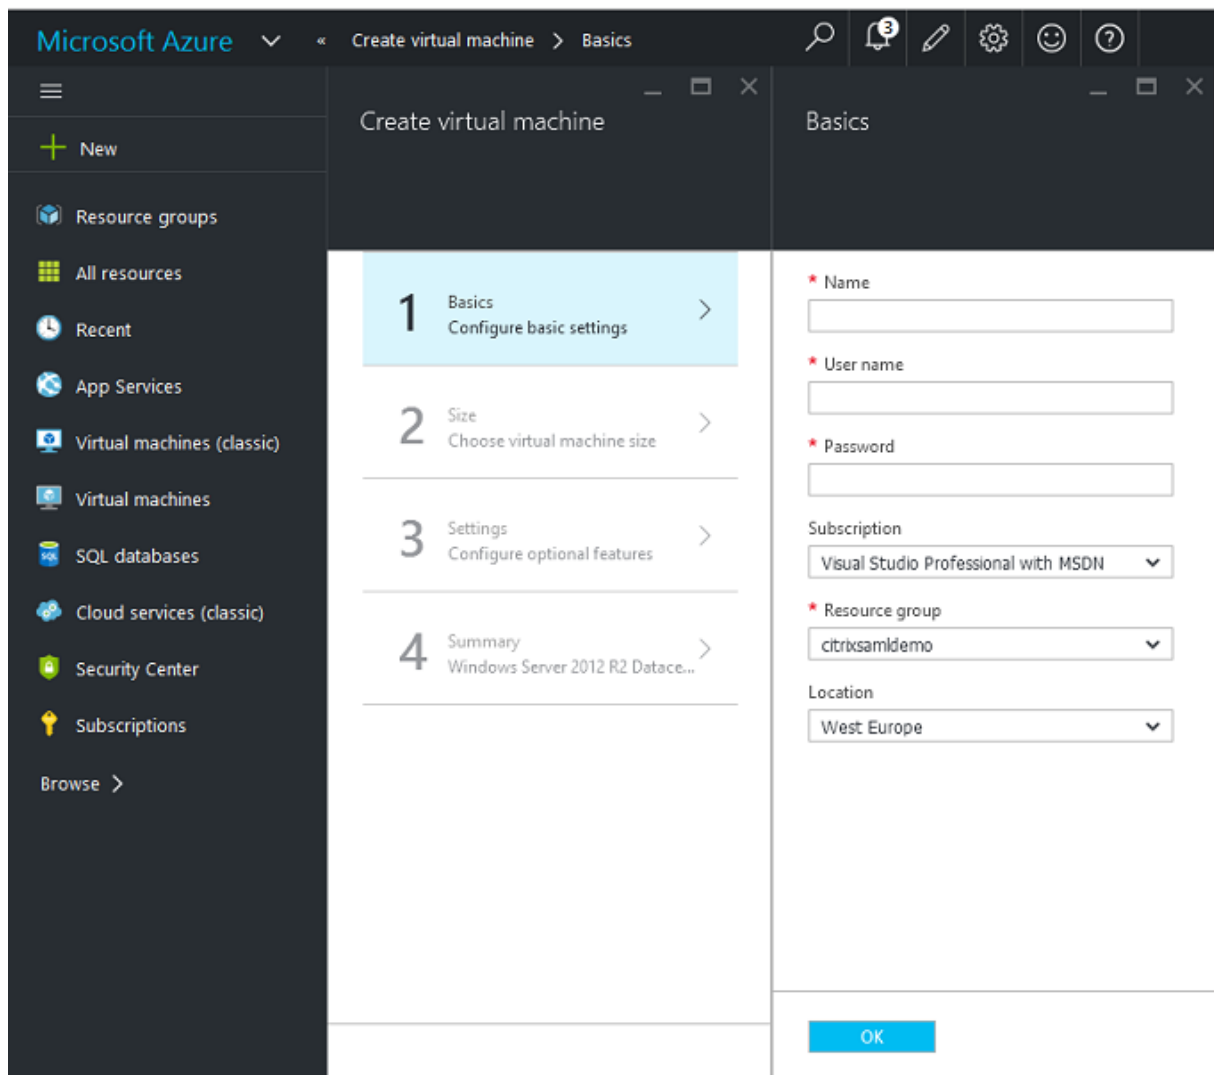 Microsoft Azure
« Create virtual machine > Basics
3
New
Resource groups
All resources
Recent
App Services
Virtual machines (classic)
Virtual machines
SQL databases
Cloud services (classic)
Security Center
Subscriptions
Browse >
Create virtual machine
1 Basics
Configure basic settings
2 Size
Choose virtual machine size
3 Settings
Configure optional features
4 Summary
Windows Server 2012 R2 Datace...
Basics
* Name
* User name
* Password
Subscription
Visual Studio Professional with MSDN
* Resource group
citrixsamldemo
Location
West Europe
OK